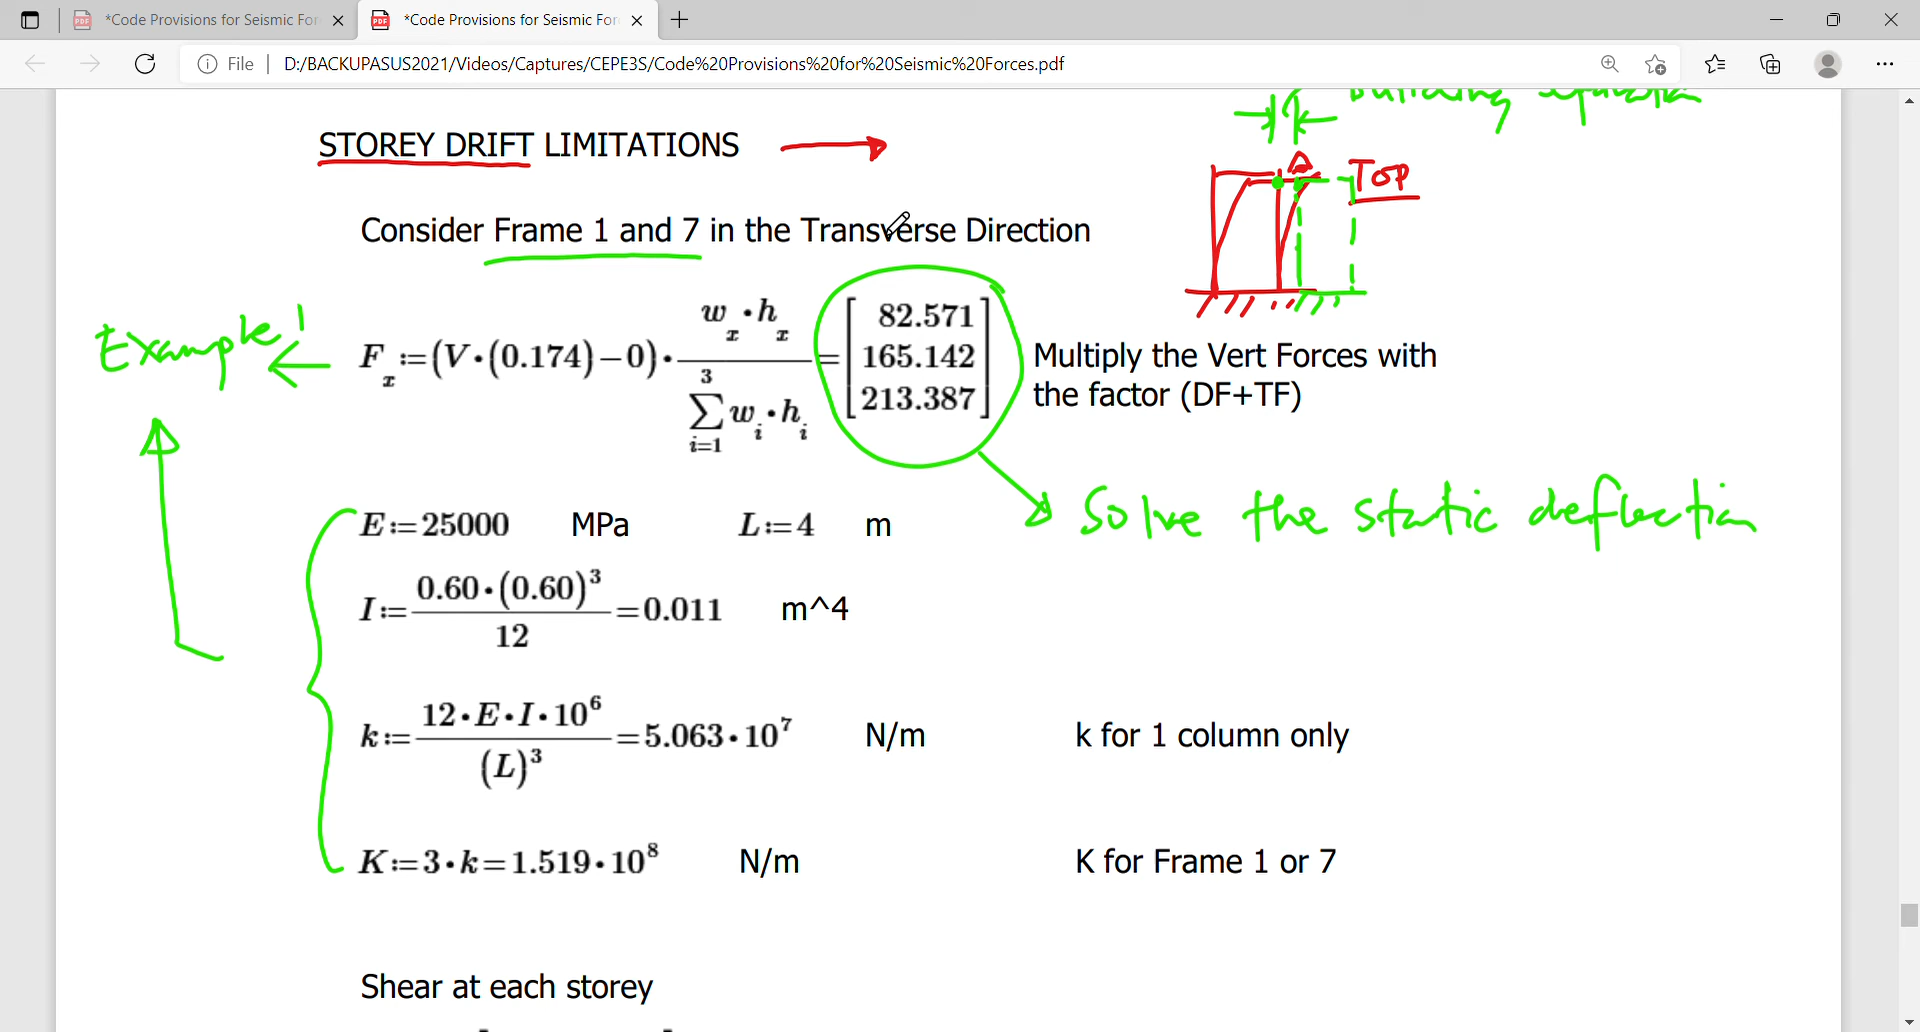 *Code Provisions for Seismic For
*Code Provisions for Seismic For
File | D:/BACKUPASUS2021/Videos/Captures/CEPE3S/Code%20Provisions%20for%20Seismic%20Forces.pdf
building separation
STOREY DRIFT LIMITATIONS
Δ TOP
Consider Frame 1 and 7 in the Transverse Direction
Example!
F_x := (V·(0.174)−0)· (w_x·h_x)/(∑_{i=1}^{3} w_i·h_i) = [82.571 165.142 213.387]
Multiply the Vert Forces with
the factor (DF+TF)
Solve the static deflection
E := 25000 MPa L := 4 m
I := (0.60·(0.60)^3)/12 = 0.011 m^4
k := (12·E·I·10^6)/(L)^3 = 5.063·10^7 N/m k for 1 column only
K := 3·k = 1.519·10^8 N/m K for Frame 1 or 7
Shear at each storey